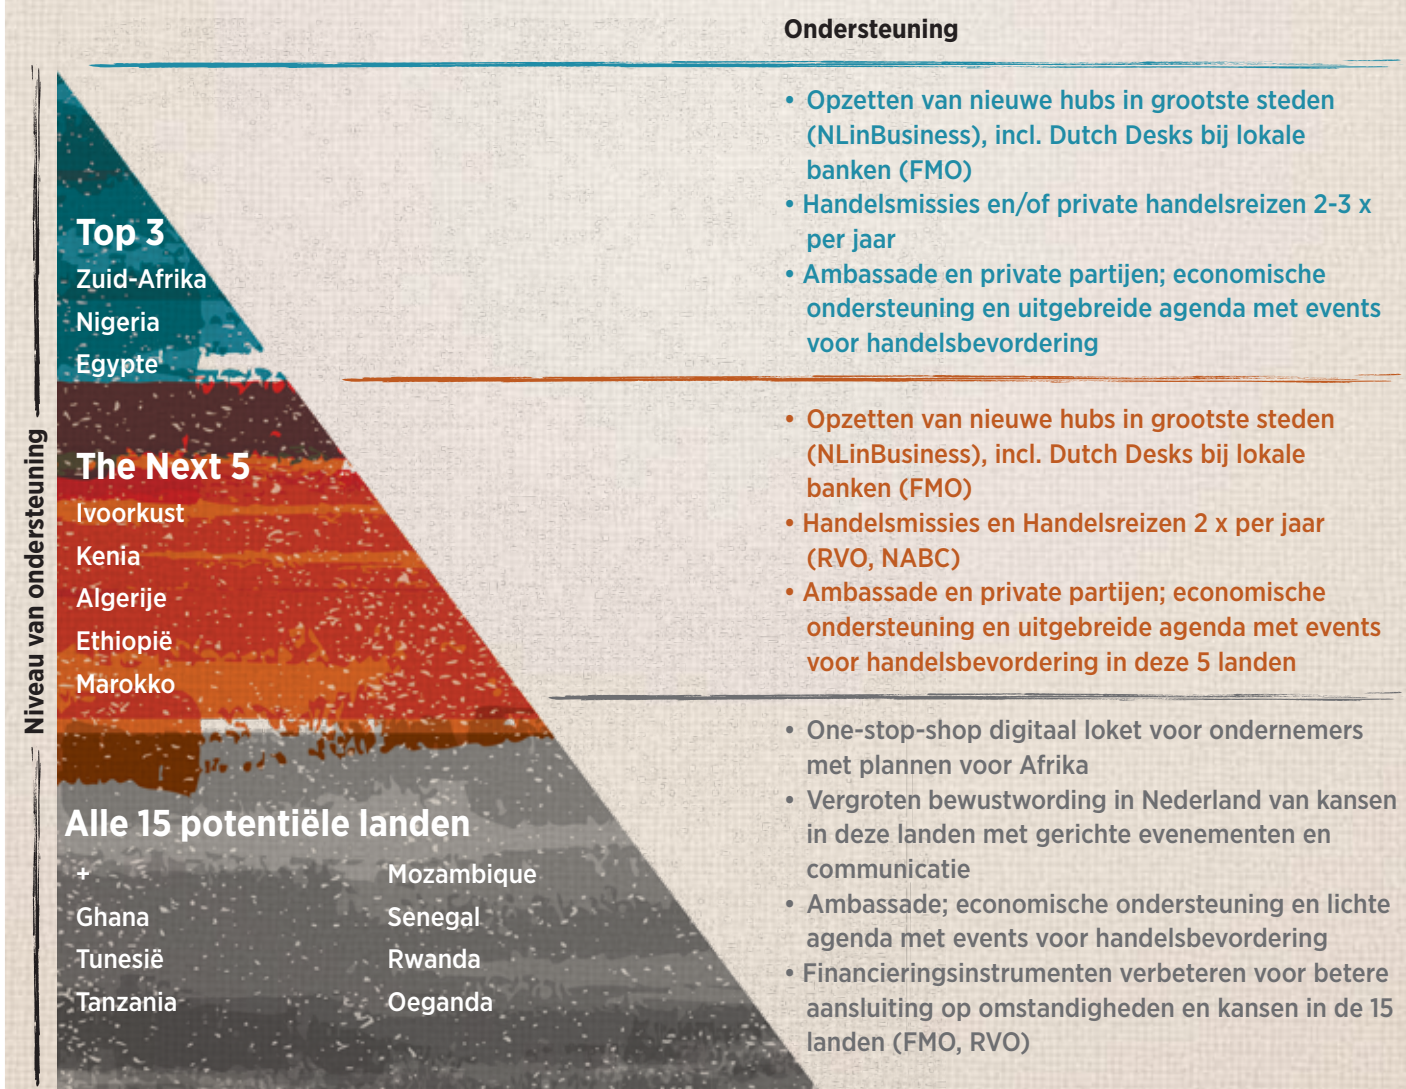 Ondersteuning
Niveau van ondersteuning
Top 3
Zuid-Afrika
Nigeria
Egypte
• Opzetten van nieuwe hubs in grootste steden
(NLinBusiness), incl. Dutch Desks bij lokale
banken (FMO)
• Handelsmissies en/of private handelsreizen 2-3 x
per jaar
• Ambassade en private partijen; economische
ondersteuning en uitgebreide agenda met events
voor handelsbevordering
The Next 5
Ivoorkust
Kenia
Algerije
Ethiopië
Marokko
• Opzetten van nieuwe hubs in grootste steden
(NLinBusiness), incl. Dutch Desks bij lokale
banken (FMO)
• Handelsmissies en Handelsreizen 2 x per jaar
(RVO, NABC)
• Ambassade en private partijen; economische
ondersteuning en uitgebreide agenda met events
voor handelsbevordering in deze 5 landen
Alle 15 potentiële landen
+
Ghana
Tunesië
Tanzania
Mozambique
Senegal
Rwanda
Oeganda
• One-stop-shop digitaal loket voor ondernemers
met plannen voor Afrika
• Vergroten bewustwording in Nederland van kansen
in deze landen met gerichte evenementen en
communicatie
• Ambassade; economische ondersteuning en lichte
agenda met events voor handelsbevordering
• Financieringsinstrumenten verbeteren voor betere
aansluiting op omstandigheden en kansen in de 15
landen (FMO, RVO)